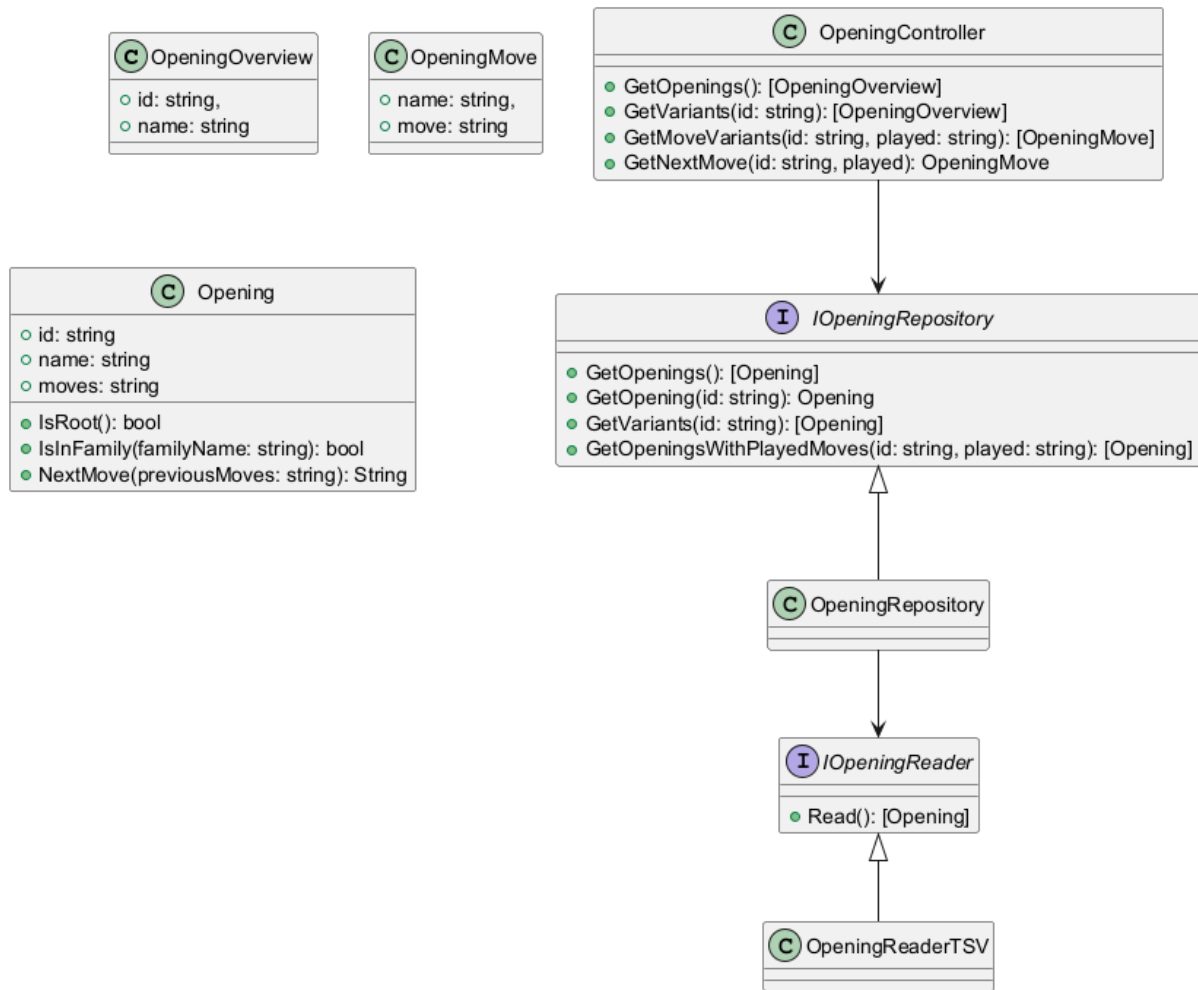 C OpeningOverview
id: string,
name: string
C OpeningMove
name: string,
move: string
C OpeningController
GetOpenings(): [OpeningOverview]
GetVariants(id: string): [OpeningOverview]
GetMoveVariants(id: string, played: string): [OpeningMove]
GetNextMove(id: string, played): OpeningMove
C Opening
id: string
name: string
moves: string
IsRoot(): bool
IsInFamily(familyName: string): bool
NextMove(previousMoves: string): String
I IOpeningRepository
GetOpenings(): [Opening]
GetOpening(id: string): Opening
GetVariants(id: string): [Opening]
GetOpeningsWithPlayedMoves(id: string, played: string): [Opening]
C OpeningRepository
I IOpeningReader
Read(): [Opening]
C OpeningReaderTSV